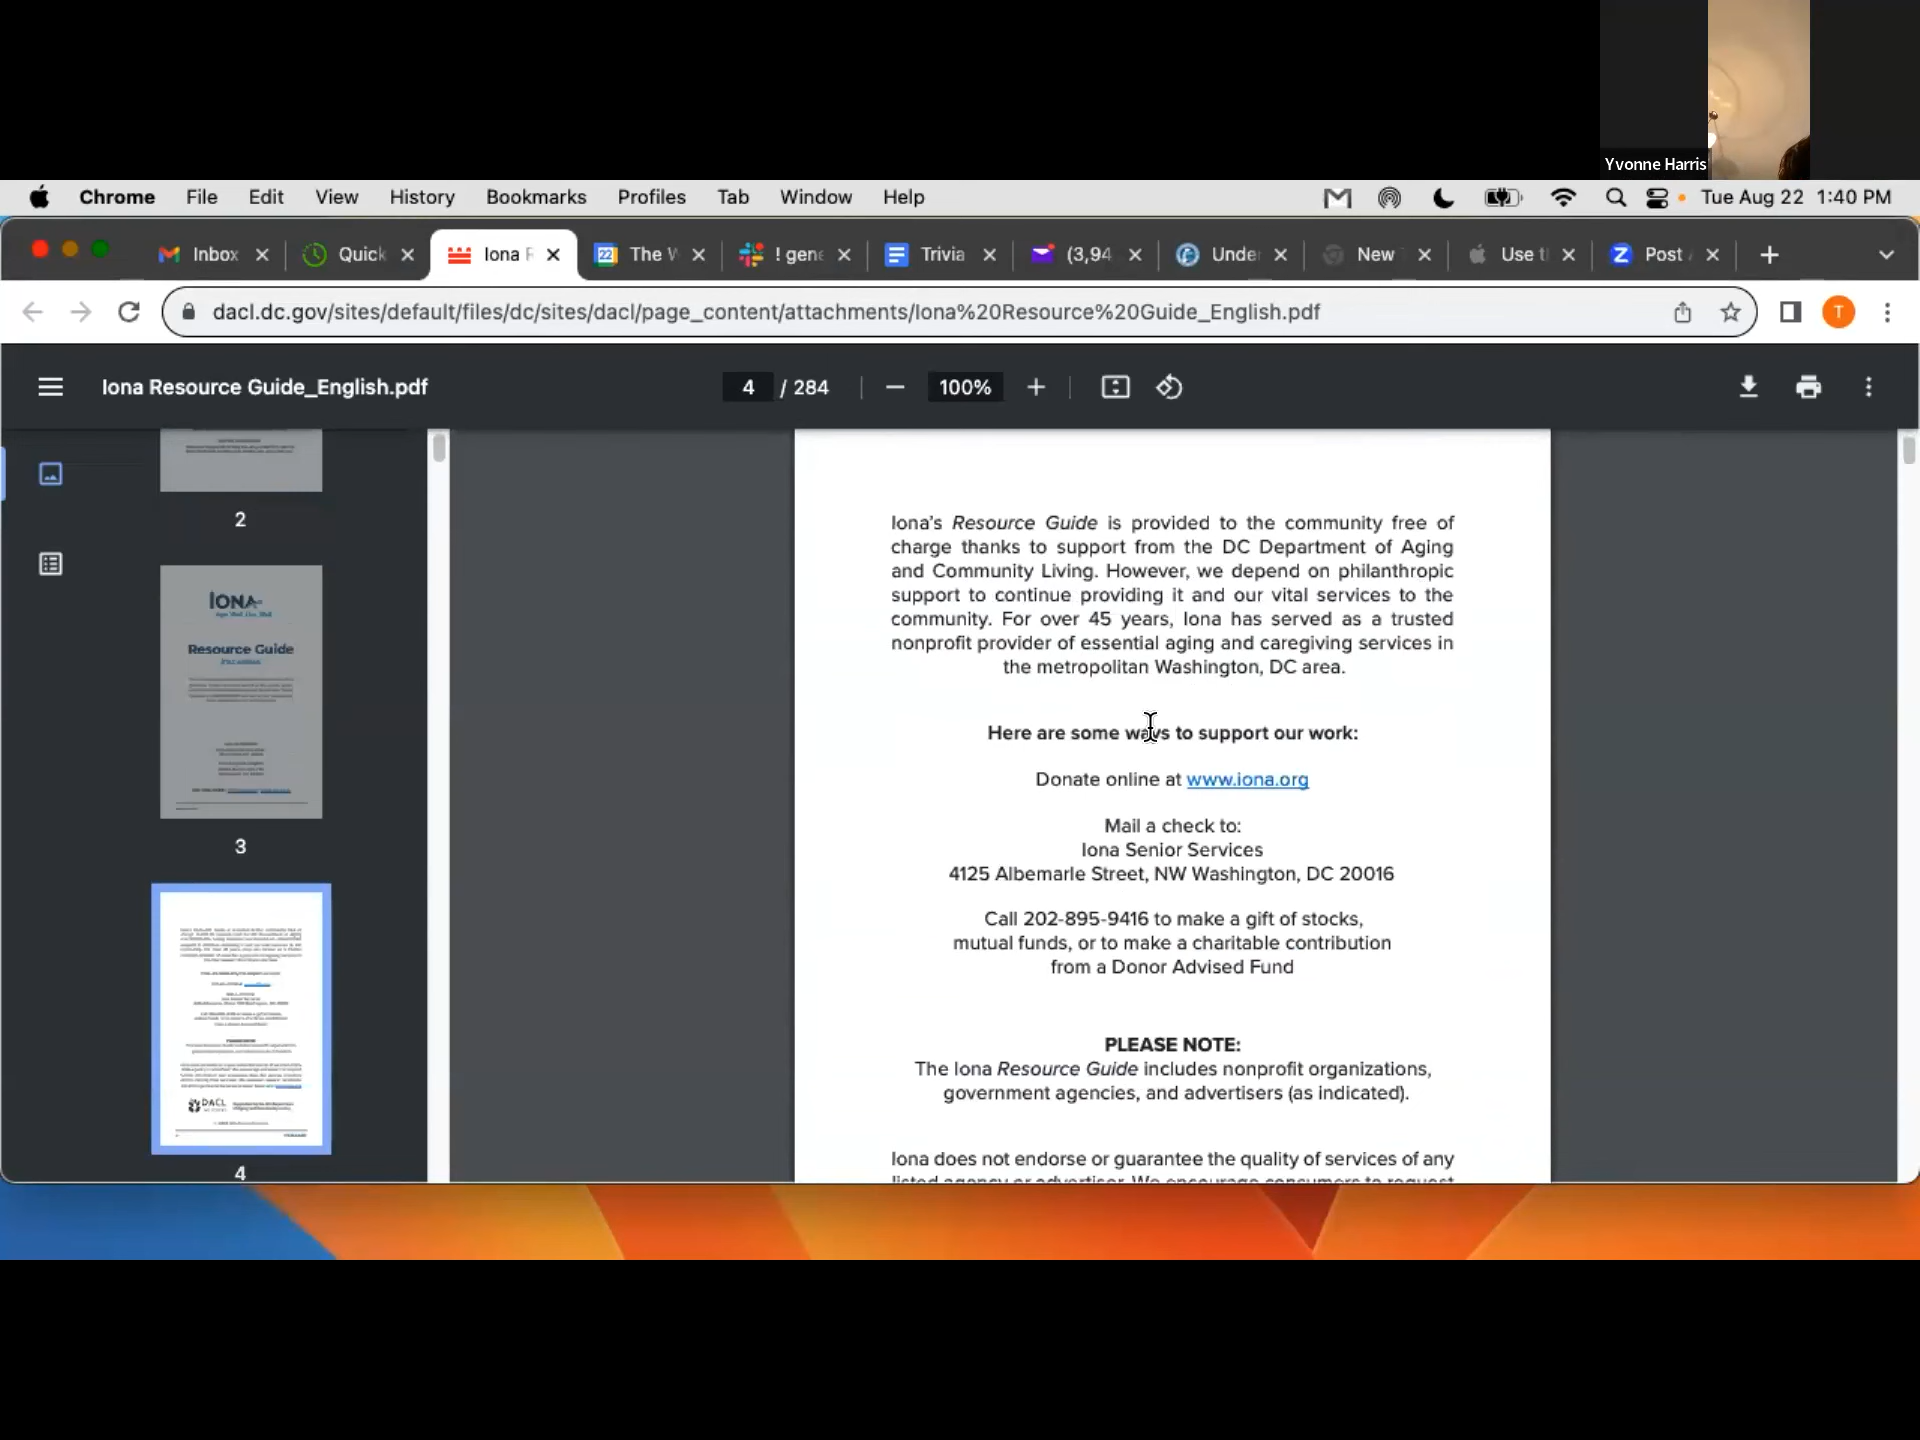 Yvonne Harris
Chrome File Edit View History Bookmarks Profiles Tab Window Help Tue Aug 22 1:40 PM
Inbox Quick Iona R The W ! gene Trivia (3,94 Unde New T Use t Post
dacl.dc.gov/sites/default/files/dc/sites/dacl/page_content/attachments/Iona%20Resource%20Guide_English.pdf T
Iona Resource Guide_English.pdf 4 / 284 100%
2
IONA
Resource Guide
3
DACL
4
Iona's Resource Guide is provided to the community free of
charge thanks to support from the DC Department of Aging
and Community Living. However, we depend on philanthropic
support to continue providing it and our vital services to the
community. For over 45 years, Iona has served as a trusted
nonprofit provider of essential aging and caregiving services in
the metropolitan Washington, DC area.
Here are some ways to support our work:
Donate online at www.iona.org
Mail a check to:
Iona Senior Services
4125 Albemarle Street, NW Washington, DC 20016
Call 202-895-9416 to make a gift of stocks,
mutual funds, or to make a charitable contribution
from a Donor Advised Fund
PLEASE NOTE:
The Iona Resource Guide includes nonprofit organizations,
government agencies, and advertisers (as indicated).
Iona does not endorse or guarantee the quality of services of any
listed agency or advertiser. We encourage consumers to request